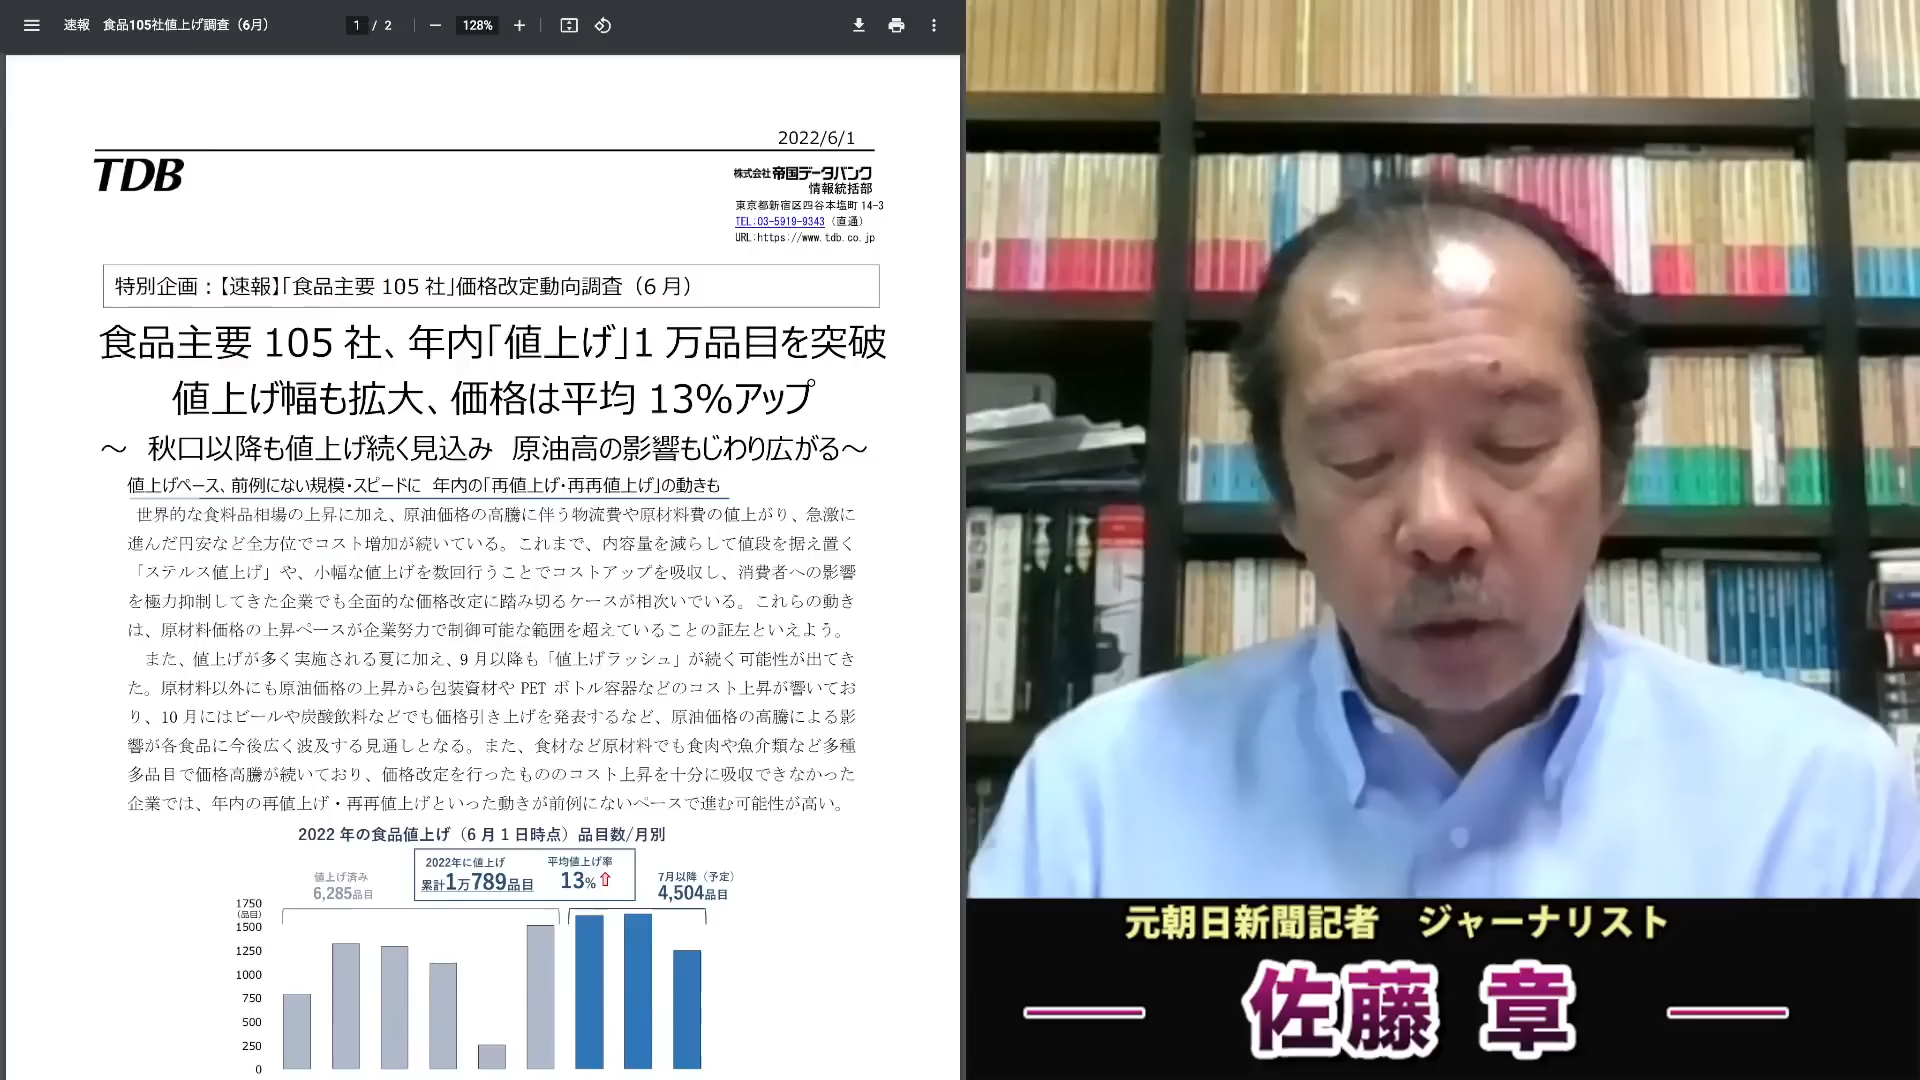 速報　食品105社値上げ調査（6月）
1 / 2
128%
2022/6/1
TDB
株式会社帝国データバンク
情報統括部
東京都新宿区四谷本塩町 14-3
TEL:03-5919-9343（直通）
URL:https://www.tdb.co.jp
特別企画：【速報】「食品主要 105 社」価格改定動向調査（6 月）
食品主要 105 社、年内「値上げ」1 万品目を突破
値上げ幅も拡大、価格は平均 13%アップ
～ 秋口以降も値上げ続く見込み 原油高の影響もじわり広がる～
値上げペース、前例にない規模・スピードに 年内の「再値上げ・再再値上げ」の動きも
世界的な食料品相場の上昇に加え、原油価格の高騰に伴う物流費や原材料費の値上がり、急激に
進んだ円安など全方位でコスト増加が続いている。これまで、内容量を減らして値段を据え置く
「ステルス値上げ」や、小幅な値上げを数回行うことでコストアップを吸収し、消費者への影響
を極力抑制してきた企業でも全面的な価格改定に踏み切るケースが相次いでいる。これらの動き
は、原材料価格の上昇ペースが企業努力で制御可能な範囲を超えていることの証左といえよう。
また、値上げが多く実施される夏に加え、9 月以降も「値上げラッシュ」が続く可能性が出てき
た。原材料以外にも原油価格の上昇から包装資材や PET ボトル容器などのコスト上昇が響いてお
り、10 月にはビールや炭酸飲料などでも価格引き上げを発表するなど、原油価格の高騰による影
響が各食品に今後広く波及する見通しとなる。また、食材など原材料でも食肉や魚介類など多種
多品目で価格高騰が続いており、価格改定を行ったもののコスト上昇を十分に吸収できなかった
企業では、年内の再値上げ・再再値上げといった動きが前例にないペースで進む可能性が高い。
2022 年の食品値上げ（6 月 1 日時点）品目数/月別
値上げ済み
6,285品目
2022年に値上げ
累計1万789品目
平均値上げ率
13%
7月以降（予定）
4,504品目
1750
(品目)
1500
1250
1000
750
500
250
0
元朝日新聞記者　ジャーナリスト
佐藤 章